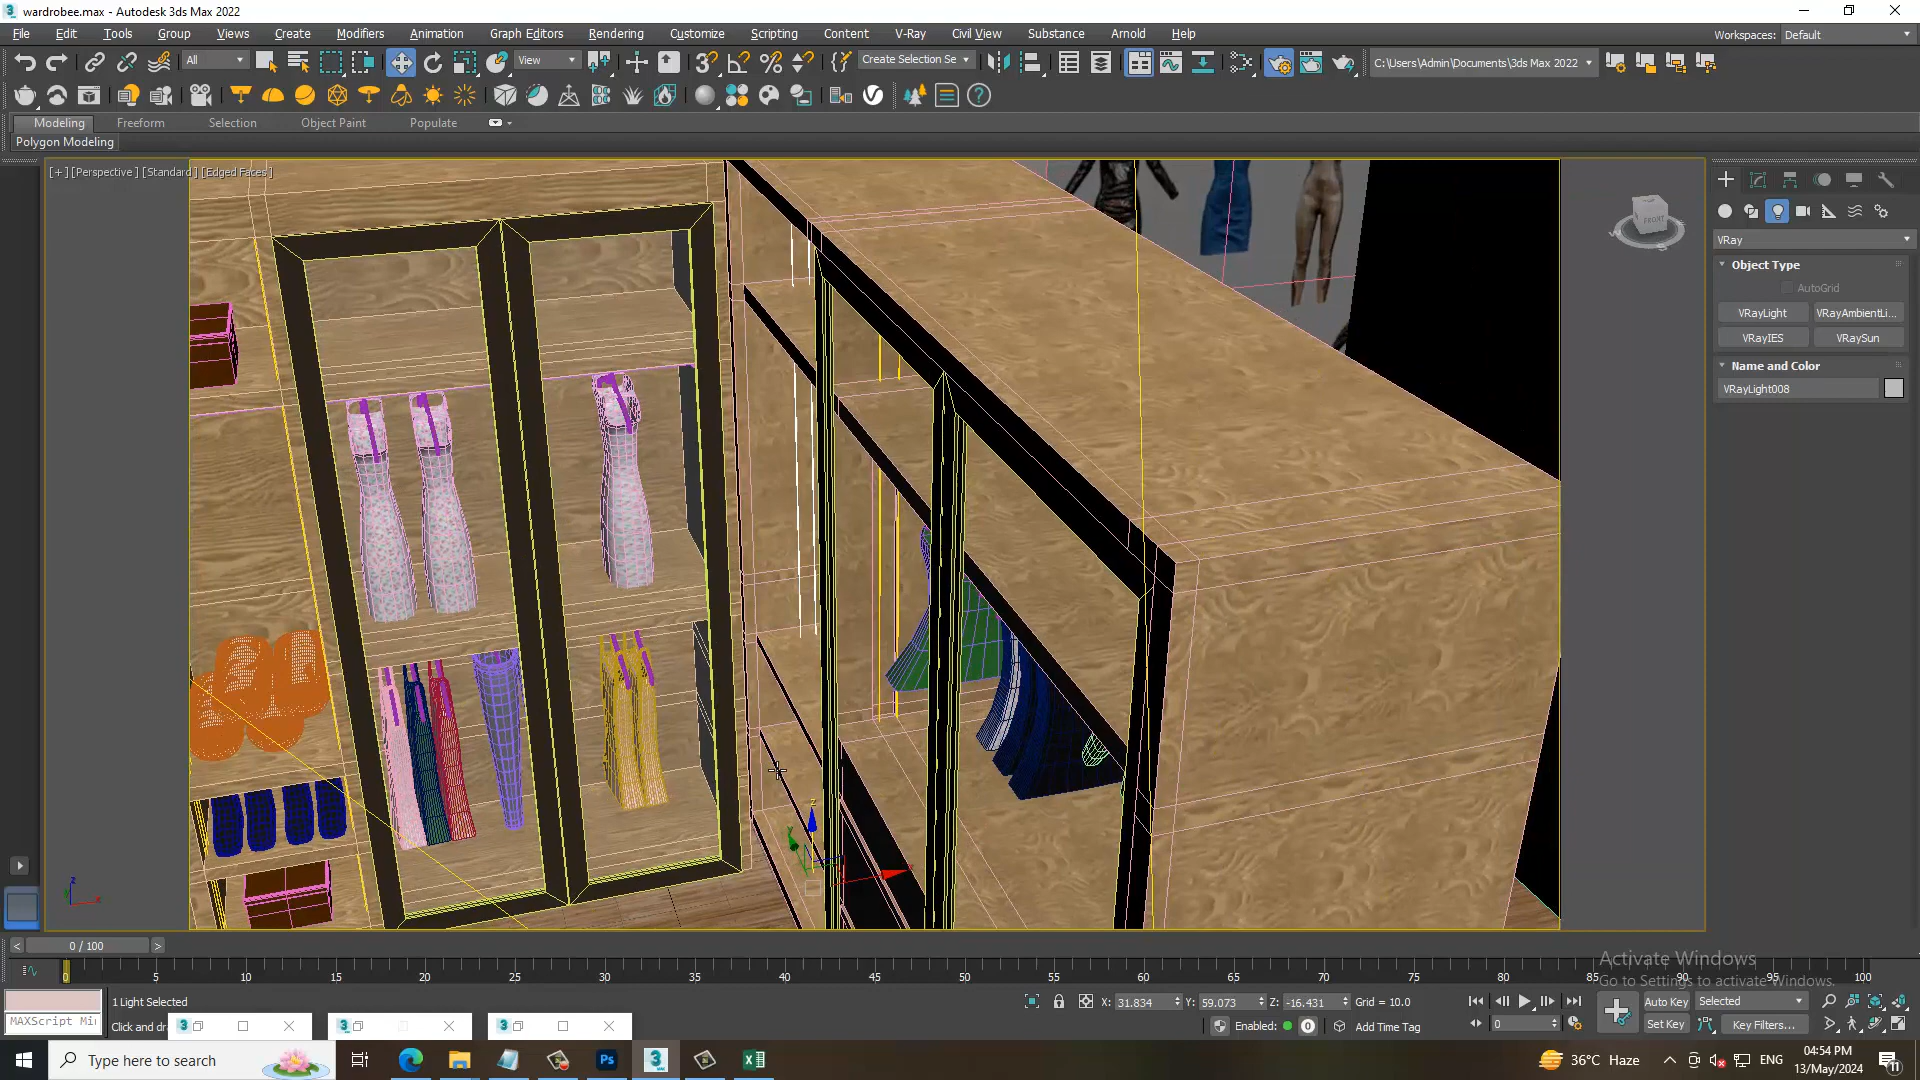 wardrobee.max - Autodesk 3ds Max 2022
File Edit Tools Group Views Create Modifiers Animation Graph Editors Rendering Customize Scripting Content V-Ray Civil View Substance Arnold Help
Workspaces: Default
All
View
Create Selection Se
C:\Users\Admin\Documents\3ds Max 2022
Modeling Freeform Selection Object Paint Populate
Polygon Modeling
[+] [Perspective] [Standard] [Edged Faces]
FRONT
VRay
Object Type
AutoGrid
VRayLight VRayAmbientLi...
VRayIES VRaySun
Name and Color
VRayLight008
Activate Windows
Go to Settings to activate Windows.
0 / 100
0 5 10 15 20 25 30 35 40 45 50 55 60 65 70 75 80 85 90 95 100
1 Light Selected
MAXScript Mi
Click and dr
X: 31.834 Y: 59.073 Z: -16.431 Grid = 10.0
Enabled: 0 Add Time Tag
Auto Key Selected
Set Key Key Filters...
0
Type here to search
36°C Haze
ENG
04:54 PM
13/May/2024
11